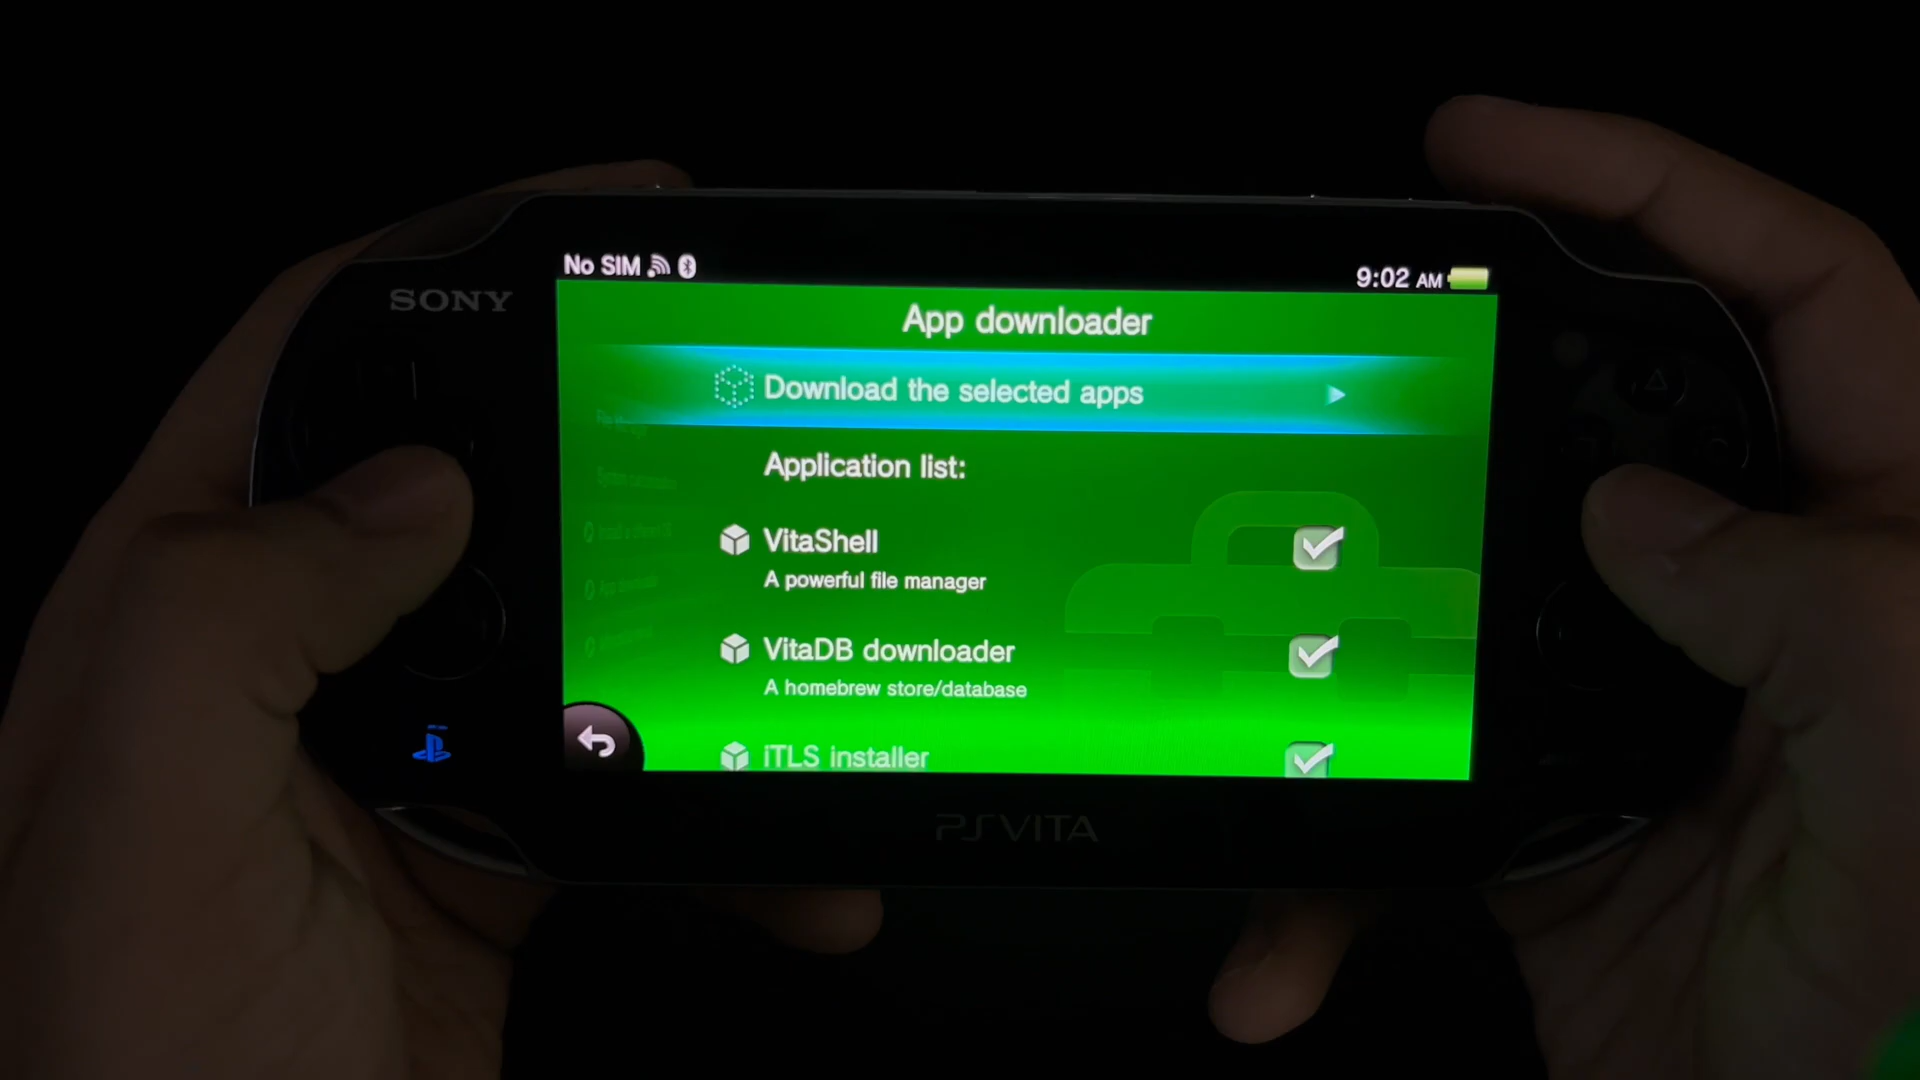 No SIM
9:02 AM
SONY
App downloader
Download the selected apps
Application list:
VitaShell
A powerful file manager
VitaDB downloader
A homebrew store/database
iTLS installer
PSVITA